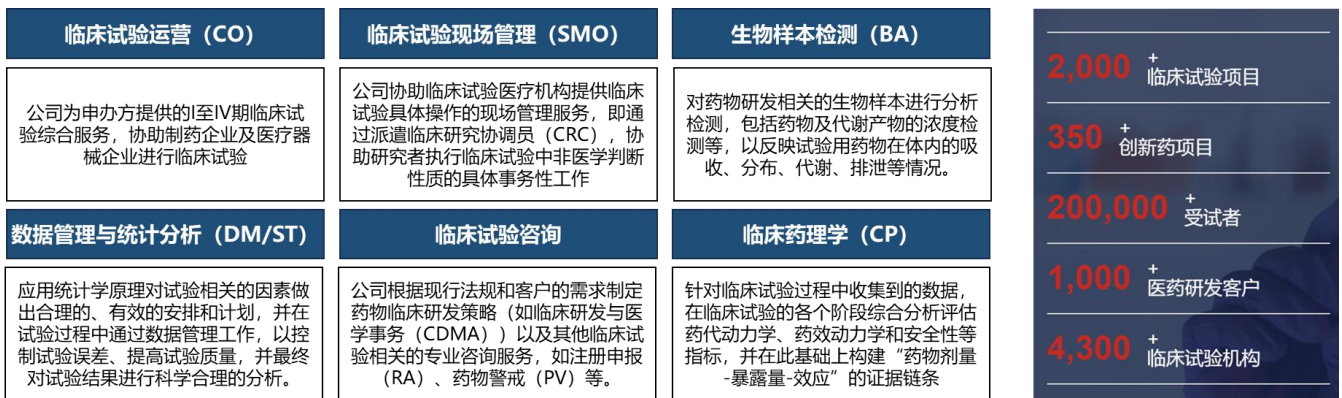 临床试验运营（CO）
公司为申办方提供的I至IV期临床试
验综合服务，协助制药企业及医疗器
械企业进行临床试验
临床试验现场管理（SMO）
公司协助临床试验医疗机构提供临床
试验具体操作的现场管理服务，即通
过派遣临床研究协调员（CRC），协
助研究者执行临床试验中非医学判断
性质的具体事务性工作
生物样本检测（BA）
对药物研发相关的生物样本进行分析
检测，包括药物及代谢产物的浓度检
测等，以反映试验用药物在体内的吸
收、分布、代谢、排泄等情况。
数据管理与统计分析（DM/ST）
应用统计学原理对试验相关的因素做
出合理的、有效的安排和计划，并在
试验过程中通过数据管理工作，以控
制试验误差、提高试验质量，并最终
对试验结果进行科学合理的分析。
临床试验咨询
公司根据现行法规和客户的需求制定
药物临床研发策略（如临床研发与医
学事务（CDMA））以及其他临床试
验相关的专业咨询服务，如注册申报
（RA）、药物警戒（PV）等。
临床药理学（CP）
针对临床试验过程中收集到的数据，
在临床试验的各个阶段综合分析评估
药代动力学、药效动力学和安全性等
指标，并在此基础上构建“药物剂量
-暴露量-效应”的证据链条
2,000 + 临床试验项目
350 + 创新药项目
200,000 + 受试者
1,000 + 医药研发客户
4,300 + 临床试验机构